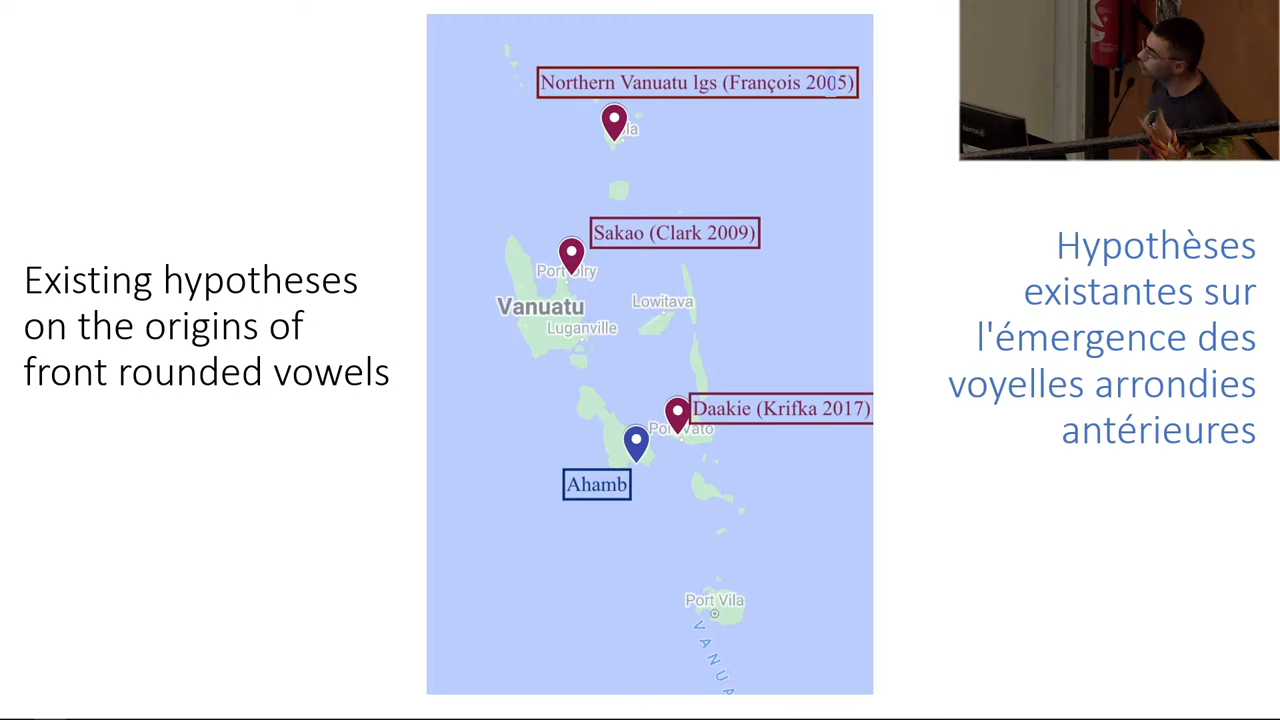 Existing hypotheses
on the origins of
front rounded vowels
Northern Vanuatu lgs (François 2005)
Sakao (Clark 2009)
Vanuatu
Luganville
Lowitava
Daakie (Krifka 2017)
Ahamb
Port Vila
VANUA
Hypothèses
existantes sur
l'émergence des
voyelles arrondies
antérieures